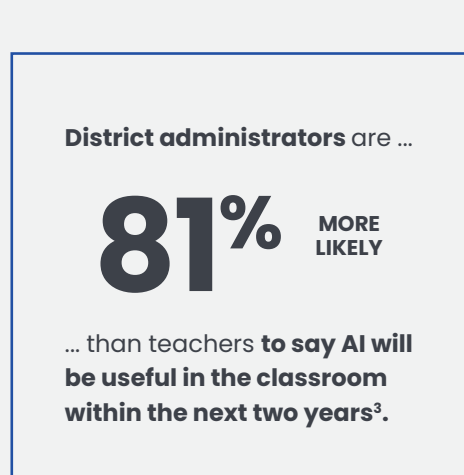 District administrators are ...
81%
MORE
LIKELY
... than teachers to say AI will
be useful in the classroom
within the next two years³.